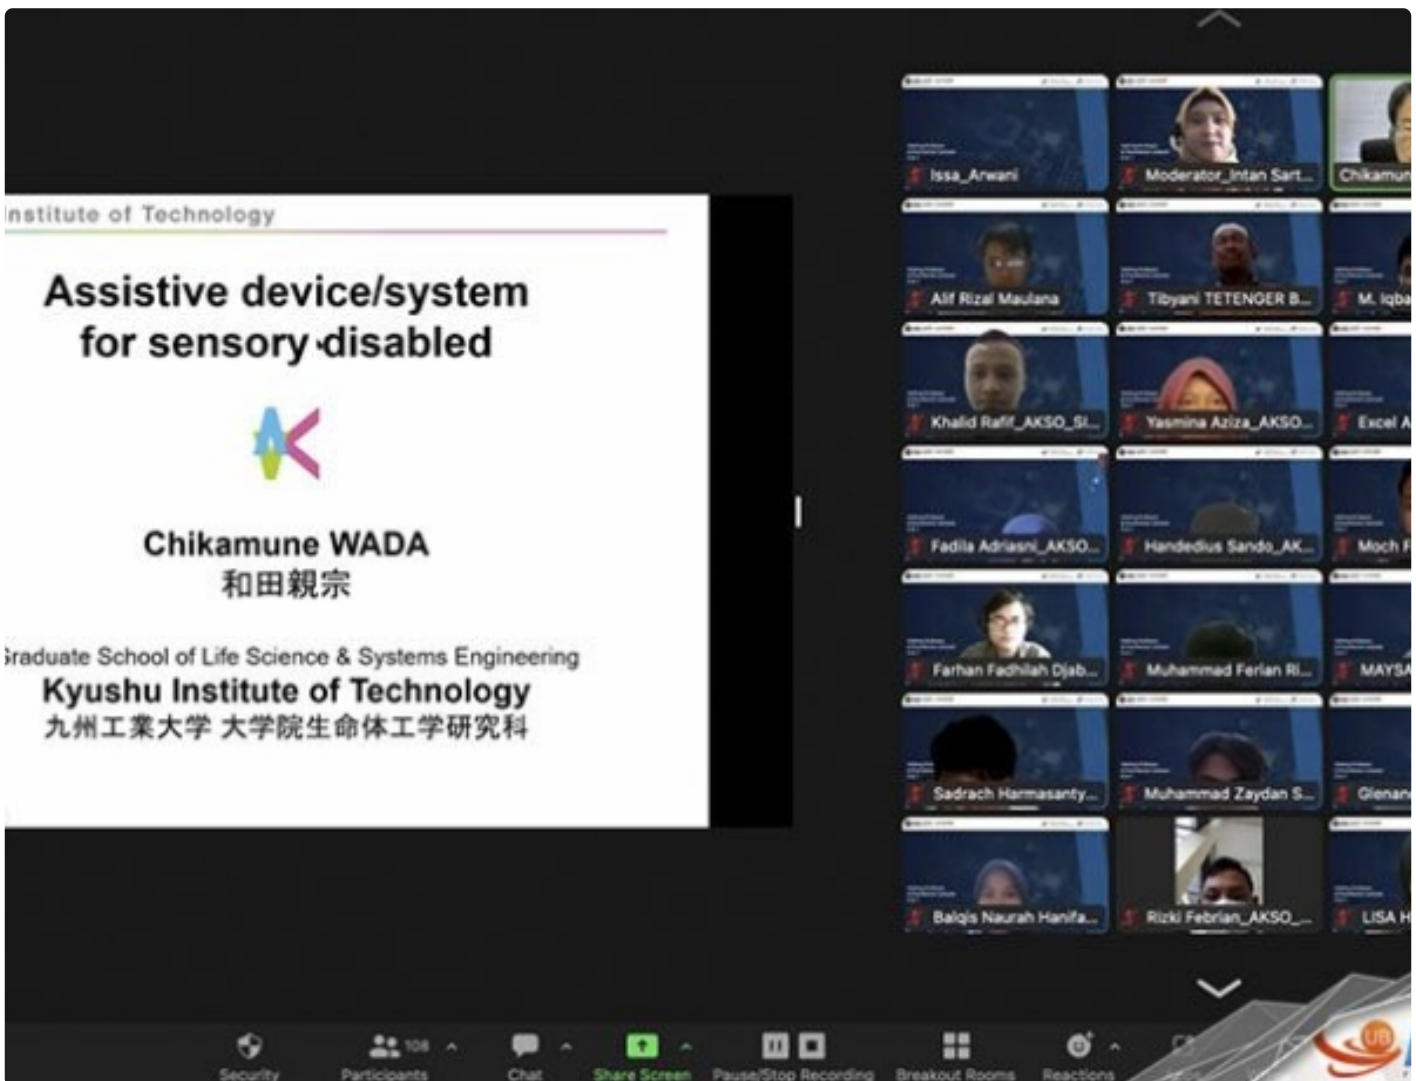 Institute of Technology
Assistive device/system
for sensory disabled
Chikamune WADA
和田親宗
Graduate School of Life Science & Systems Engineering
Kyushu Institute of Technology
九州工業大学 大学院生命体工学研究科
Issa_Arwani
Moderator_Intan Sart...
Chikamun
Alif Rizal Maulana
Tibyani TETENGER B...
M. Iqba
Khalid Rafif_AKSO_SI...
Yasmina Aziza_AKSO...
Excel A
Fadila Adriasni_AKSO...
Handedius Sando_AK...
Moch F
Farhan Fadhilah Djab...
Muhammad Ferian Ri...
MAYSA
Sadrach Harmasanty...
Muhammad Zaydan S...
Glenan
Balqis Naurah Hanifa...
Rizki Febrian_AKSO_...
LISA H
108
Security
Participants
Chat
Share Screen
Pause/Stop Recording
Breakout Rooms
Reactions
UB